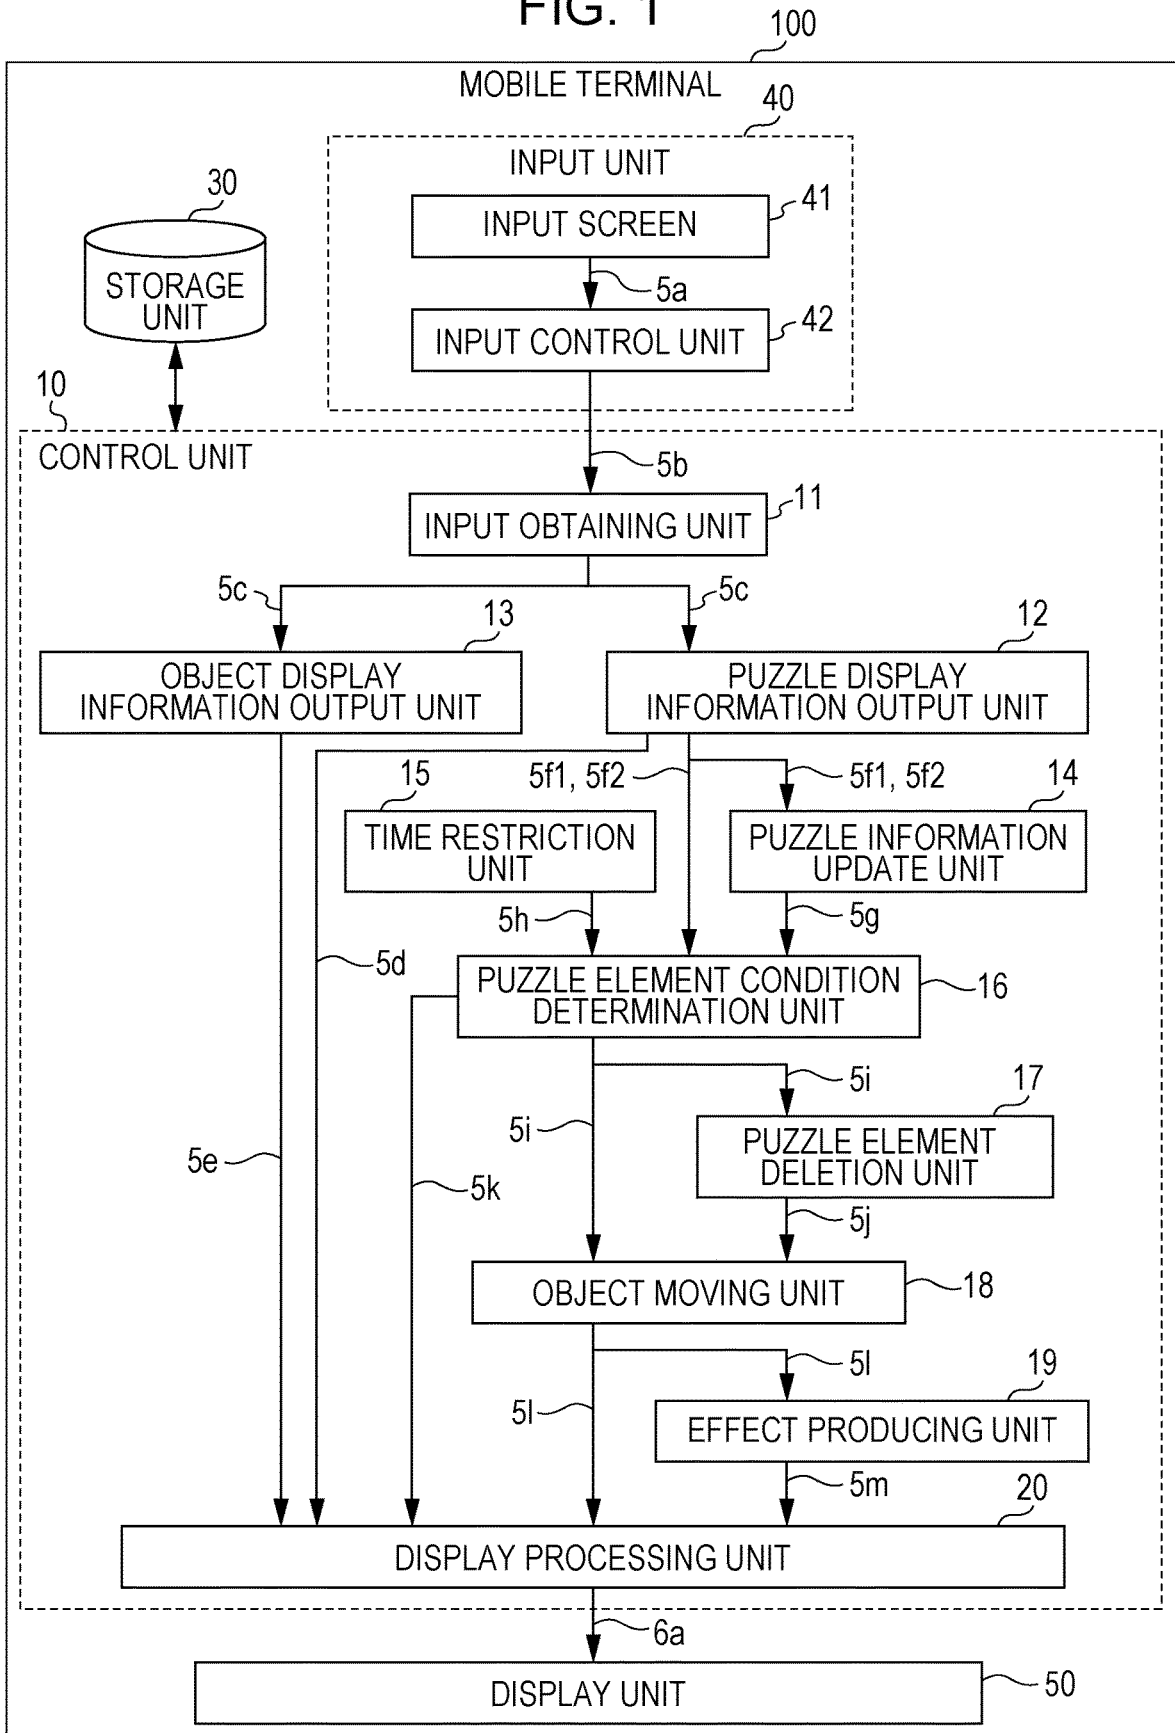 FIG. 1
100
MOBILE TERMINAL
40
INPUT UNIT
30
41
INPUT SCREEN
STORAGE
UNIT
5a
42
INPUT CONTROL UNIT
10
CONTROL UNIT
5b
11
INPUT OBTAINING UNIT
5c
5c
13
12
OBJECT DISPLAY
INFORMATION OUTPUT UNIT
PUZZLE DISPLAY
INFORMATION OUTPUT UNIT
15
5f1, 5f2
5f1, 5f2
14
TIME RESTRICTION
UNIT
PUZZLE INFORMATION
UPDATE UNIT
5h
5g
5d
PUZZLE ELEMENT CONDITION
DETERMINATION UNIT
16
5i
17
5i
PUZZLE ELEMENT
DELETION UNIT
5e
5k
5j
OBJECT MOVING UNIT
18
5l
19
5l
EFFECT PRODUCING UNIT
5m
20
DISPLAY PROCESSING UNIT
6a
DISPLAY UNIT
50